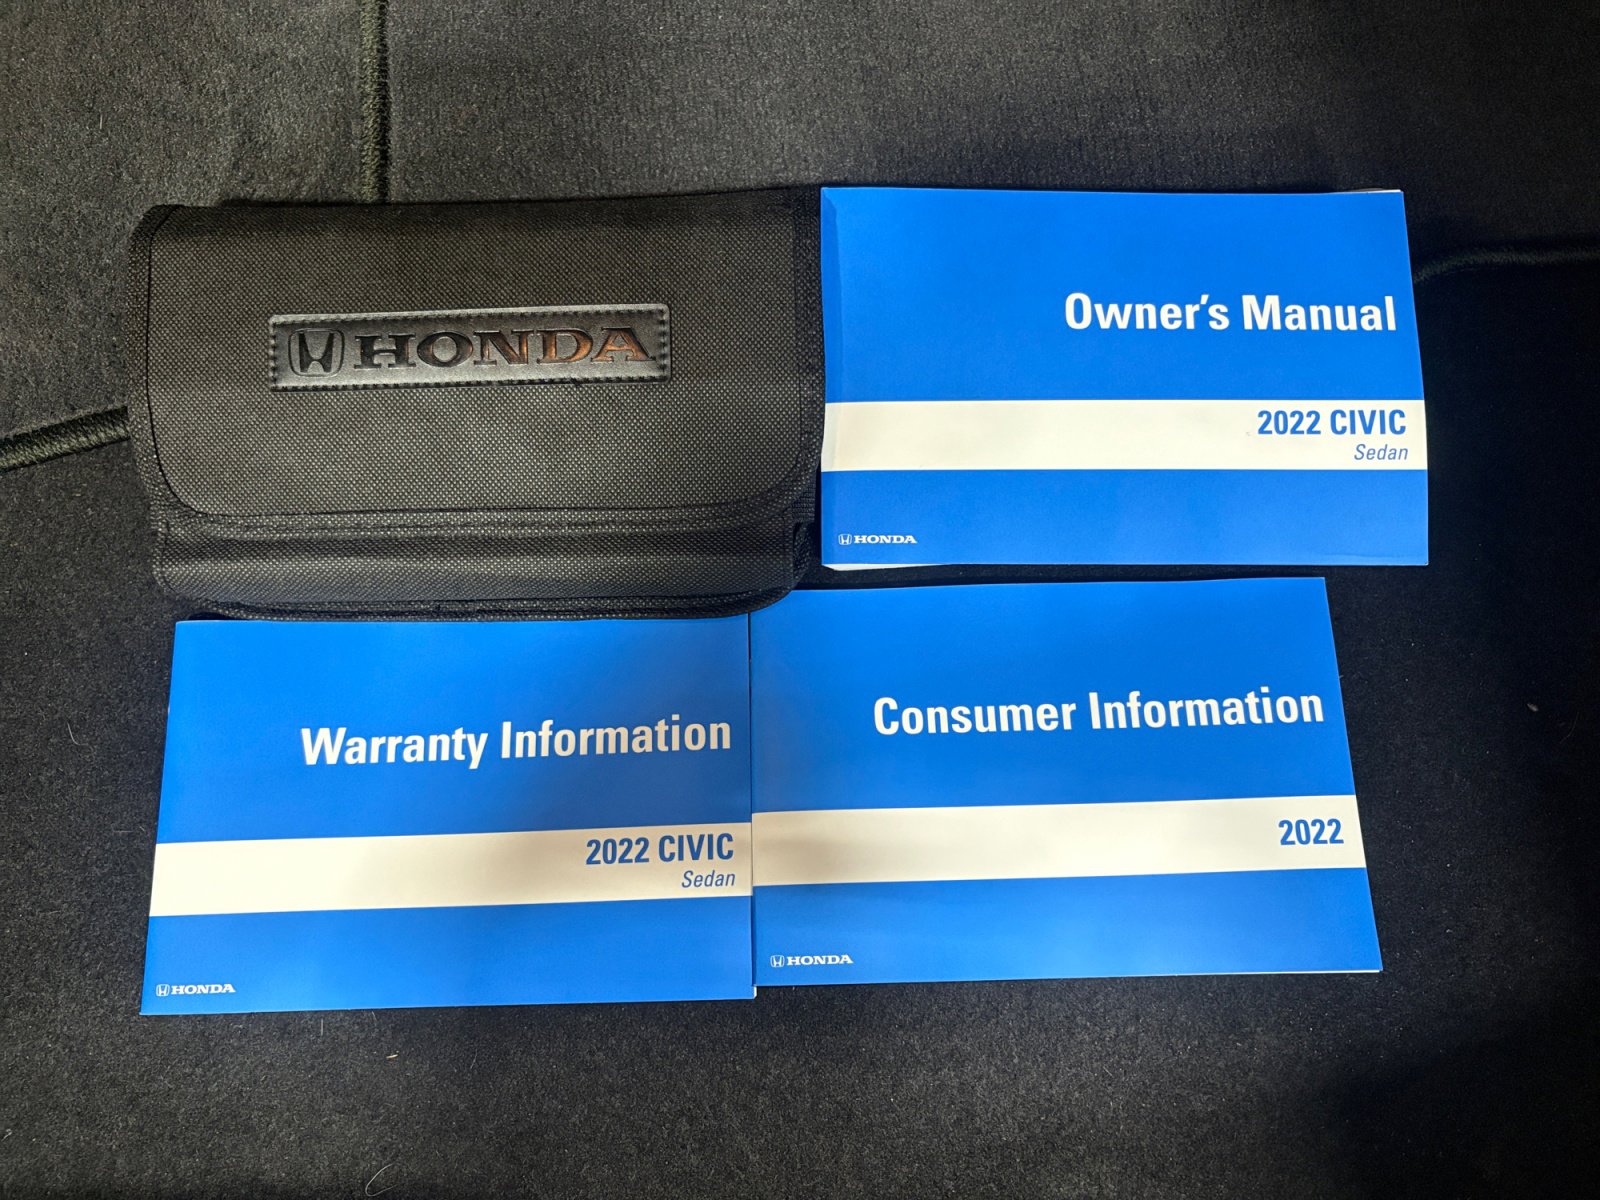 HONDA
Owner's Manual
2022 CIVIC
Sedan
HONDA
Warranty Information
2022 CIVIC
Sedan
HONDA
Consumer Information
2022
HONDA